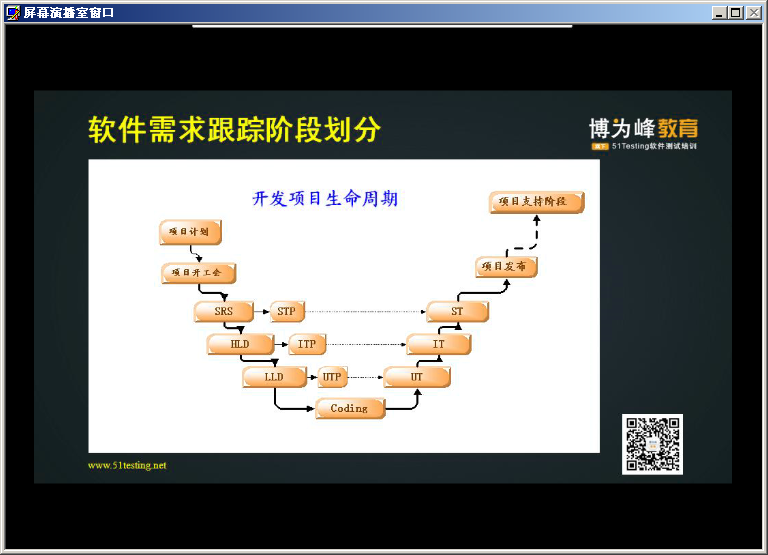 屏幕演播室窗口
软件需求跟踪阶段划分
博为峰教育
51Testing软件测试培训
开发项目生命周期
项目支持阶段
项目计划
项目发布
项目开工会
SRS
STP
ST
HLD
ITP
IT
LLD
UTP
UT
Coding
www.51testing.net